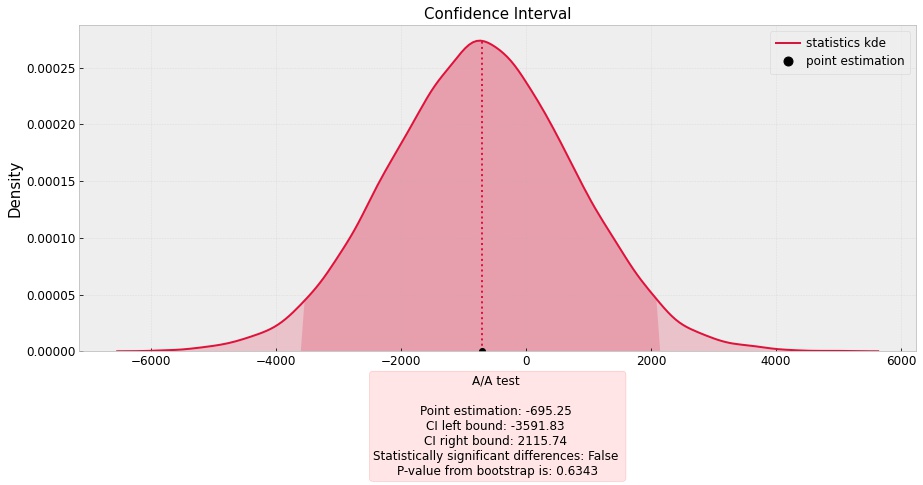 Confidence Interval
statistics kde
point estimation
Density
0.00025
0.00020
0.00015
0.00010
0.00005
0.00000
−6000 −4000 −2000 0 2000 4000 6000
A/A test
Point estimation: -695.25
CI left bound: -3591.83
CI right bound: 2115.74
Statistically significant differences: False
P-value from bootstrap is: 0.6343